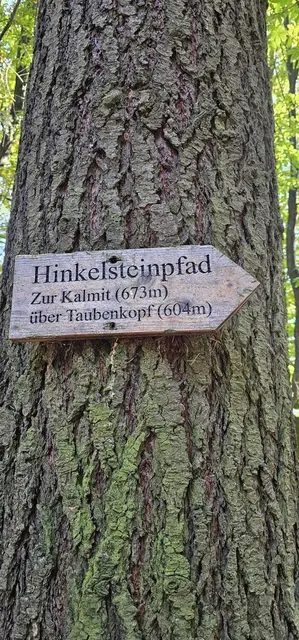 Hinkelsteinpfad
Zur Kalmit (673m)
über Taubenkopf (604m)